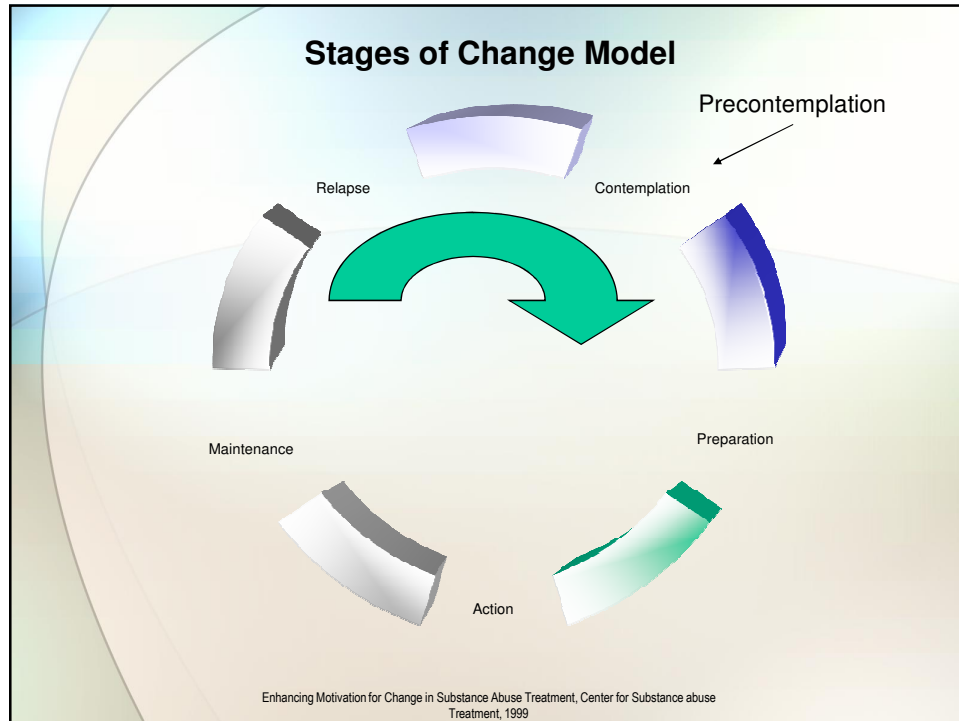 Stages of Change Model
Precontemplation
Relapse
Contemplation
Maintenance
Preparation
Action
Enhancing Motivation for Change in Substance Abuse Treatment, Center for Substance abuse
Treatment, 1999